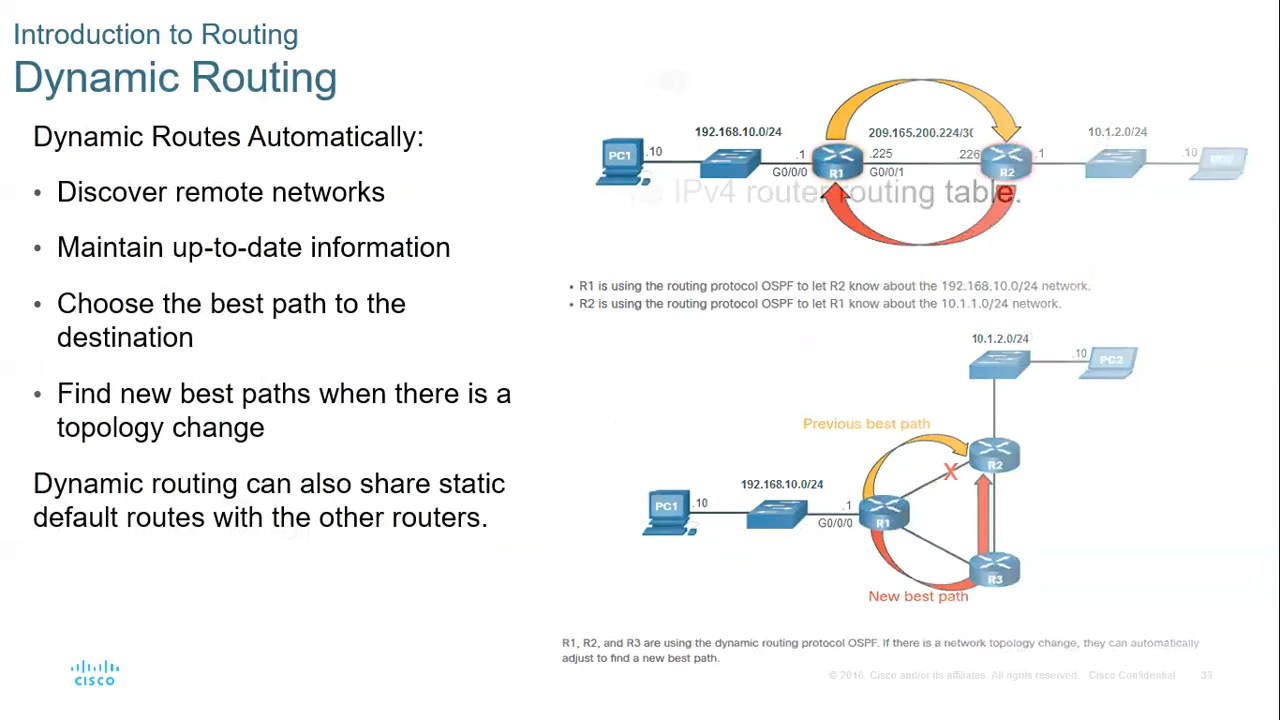 Introduction to Routing
Dynamic Routing
Dynamic Routes Automatically:
• Discover remote networks
• Maintain up-to-date information
• Choose the best path to the
destination
• Find new best paths when there is a
topology change
Dynamic routing can also share static
default routes with the other routers.
192.168.10.0/24
209.165.200.224/30
10.1.2.0/24
PC1
.10
.1
G0/0/0
R1
.225
G0/0/1
.226
R2
.1
.10
PC2
IPv4 router routing table.
• R1 is using the routing protocol OSPF to let R2 know about the 192.168.10.0/24 network.
• R2 is using the routing protocol OSPF to let R1 know about the 10.1.1.0/24 network.
10.1.2.0/24
.10
PC2
Previous best path
R2
X
192.168.10.0/24
PC1
.10
.1
G0/0/0
R1
R3
New best path
R1, R2, and R3 are using the dynamic routing protocol OSPF. If there is a network topology change, they can automatically
adjust to find a new best path.
CISCO
© 2016 Cisco and/or its affiliates. All rights reserved. Cisco Confidential